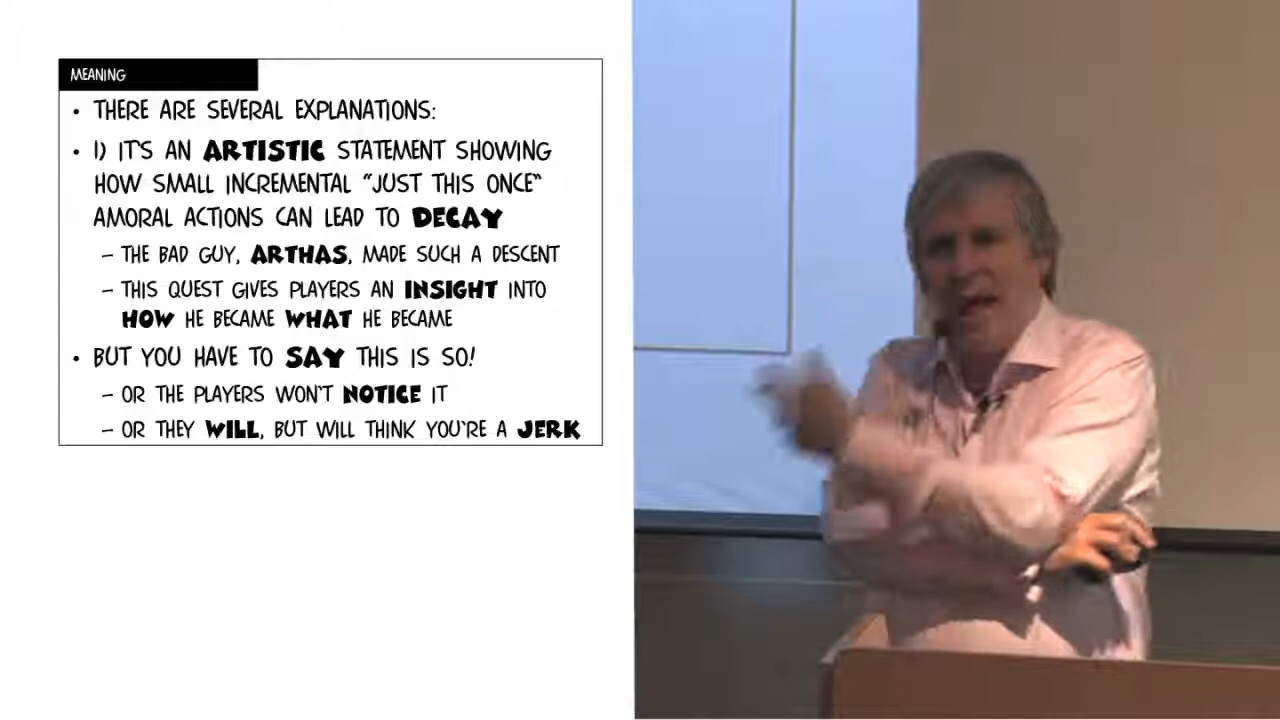 MEANING
• THERE ARE SEVERAL EXPLANATIONS:
• 1) IT'S AN ARTISTIC STATEMENT SHOWING
HOW SMALL INCREMENTAL "JUST THIS ONCE"
AMORAL ACTIONS CAN LEAD TO DECAY
– THE BAD GUY, ARTHAS, MADE SUCH A DESCENT
– THIS QUEST GIVES PLAYERS AN INSIGHT INTO
HOW HE BECAME WHAT HE BECAME
• BUT YOU HAVE TO SAY THIS IS SO!
– OR THE PLAYERS WON'T NOTICE IT
– OR THEY WILL, BUT WILL THINK YOU'RE A JERK